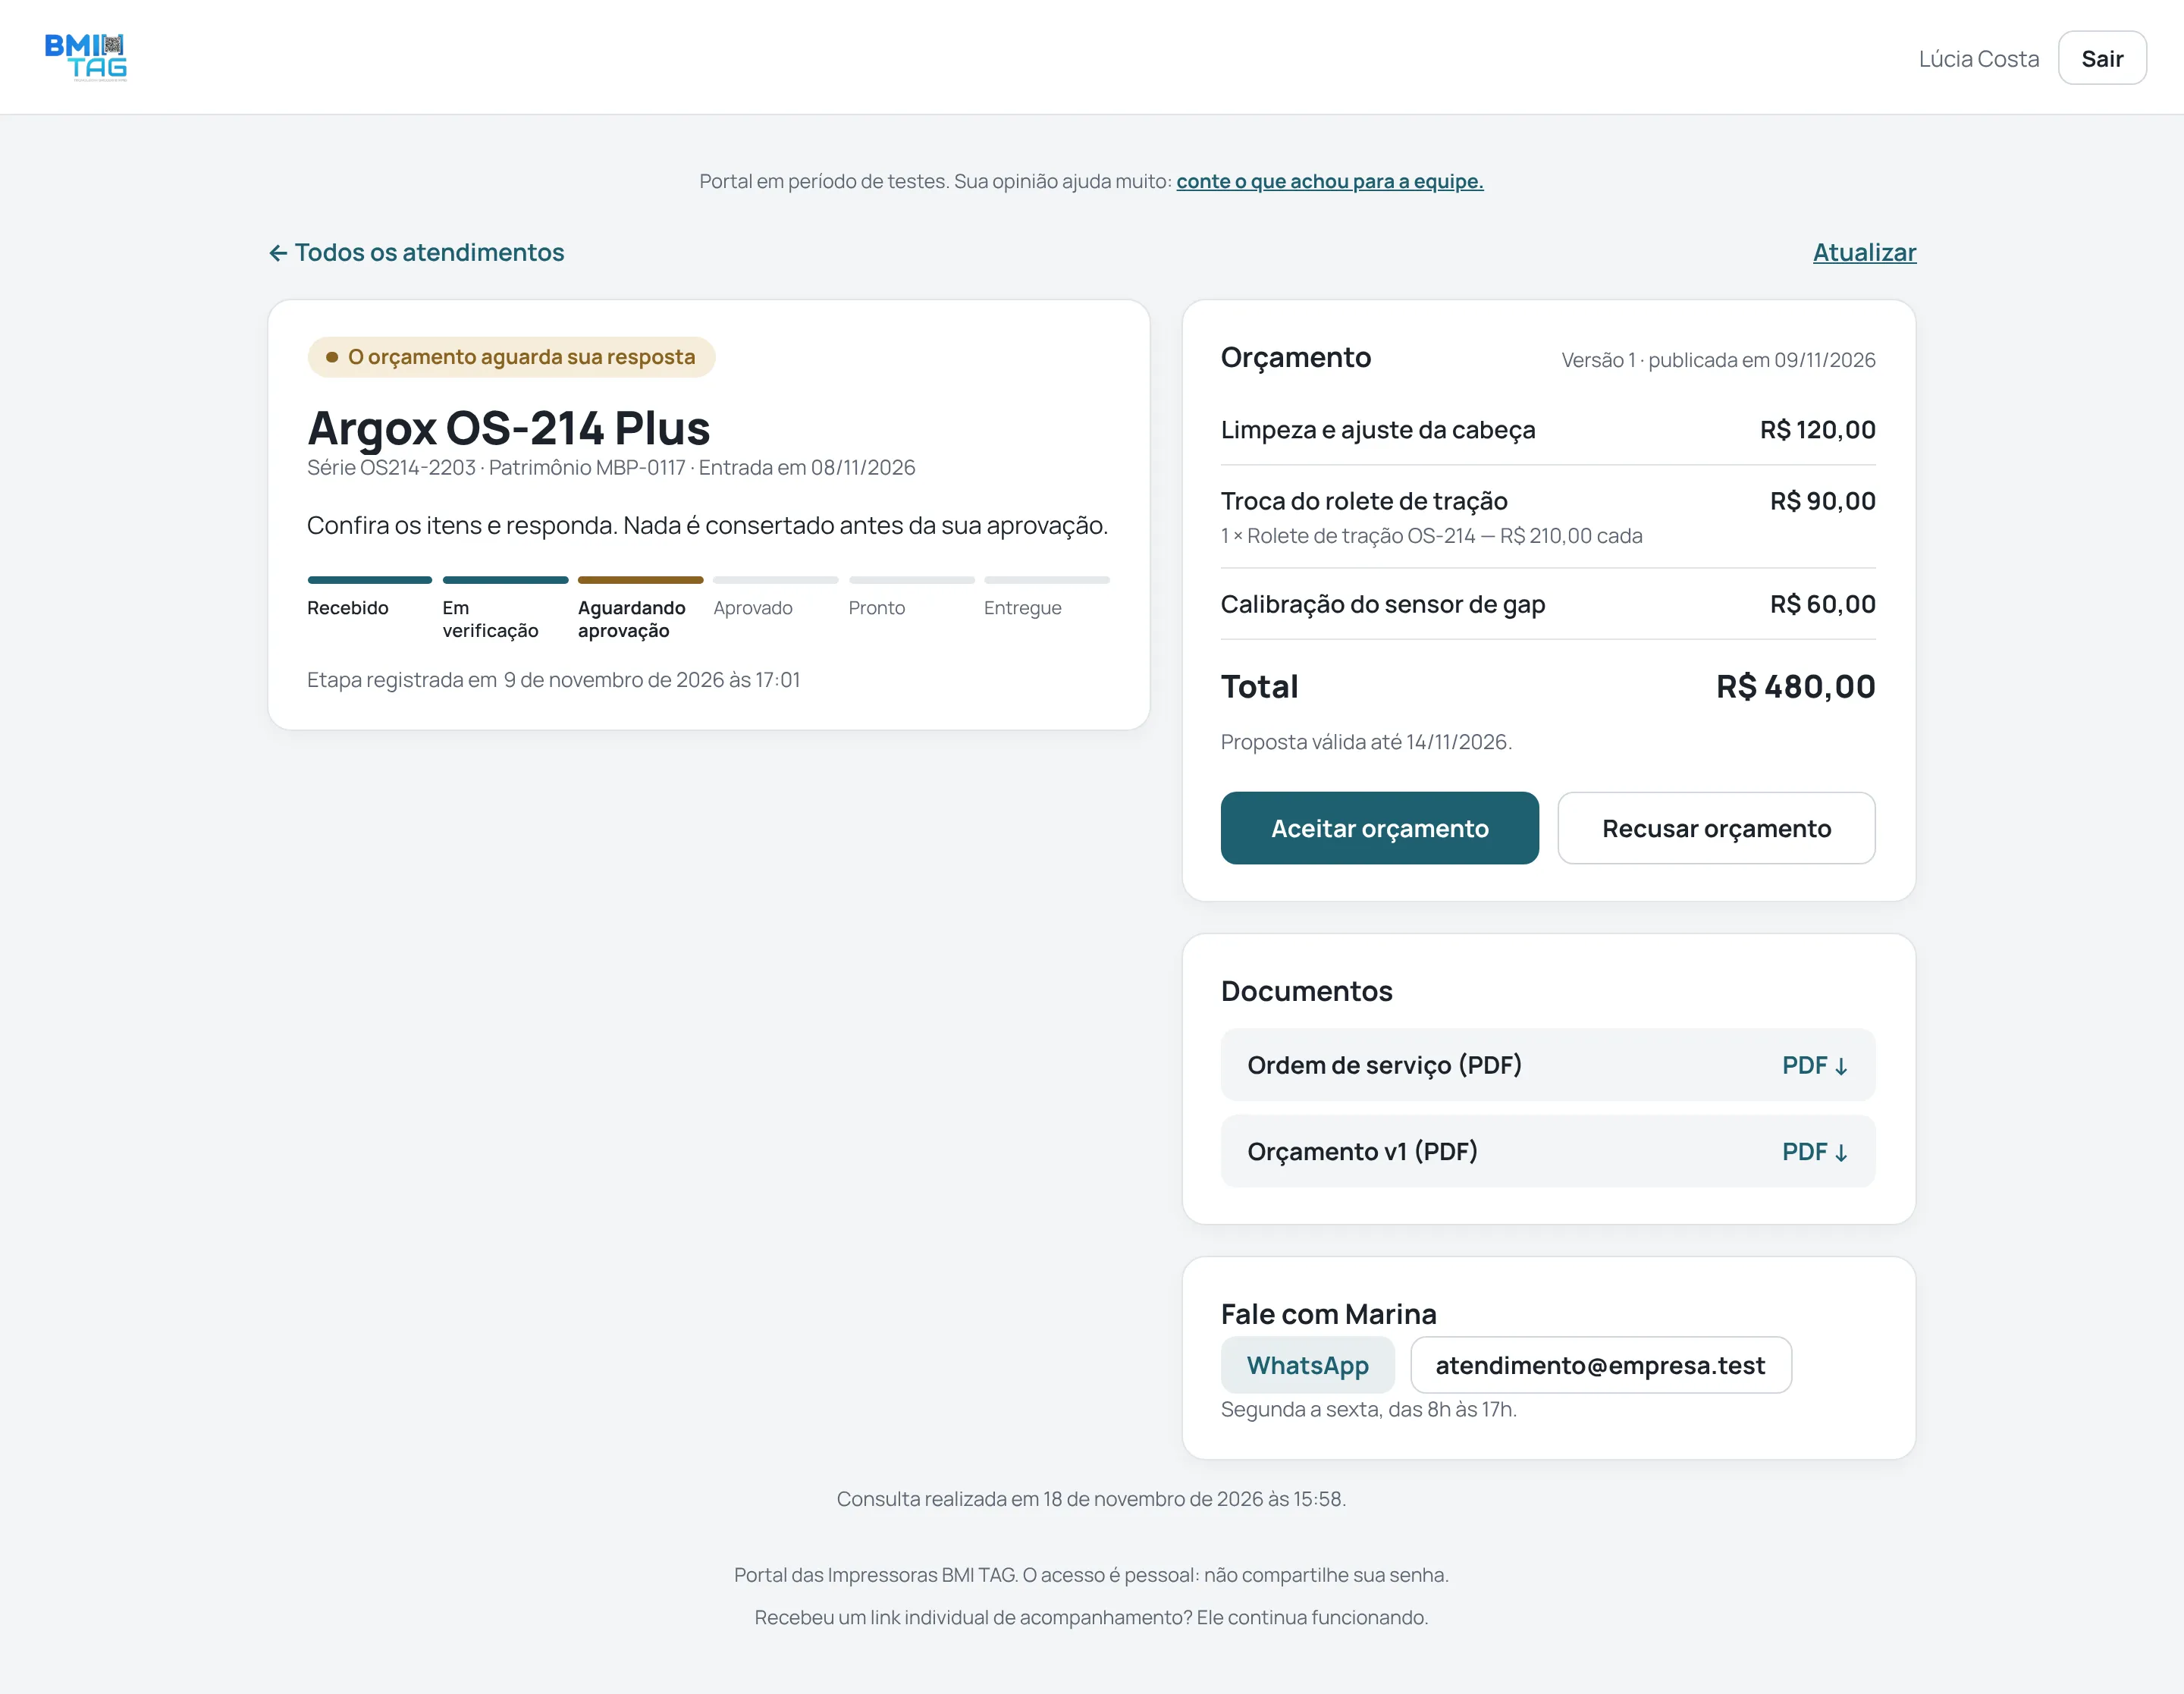 BMI TAG
Lúcia Costa
Sair
Portal em período de testes. Sua opinião ajuda muito: conte o que achou para a equipe.
← Todos os atendimentos
Atualizar
O orçamento aguarda sua resposta
Argox OS-214 Plus
Série OS214-2203 · Patrimônio MBP-0117 · Entrada em 08/11/2026
Confira os itens e responda. Nada é consertado antes da sua aprovação.
Recebido
Em verificação
Aguardando aprovação
Aprovado
Pronto
Entregue
Etapa registrada em 9 de novembro de 2026 às 17:01
Orçamento
Versão 1 · publicada em 09/11/2026
Limpeza e ajuste da cabeça
R$ 120,00
Troca do rolete de tração
R$ 90,00
1 × Rolete de tração OS-214 — R$ 210,00 cada
Calibração do sensor de gap
R$ 60,00
Total
R$ 480,00
Proposta válida até 14/11/2026.
Aceitar orçamento
Recusar orçamento
Documentos
Ordem de serviço (PDF)
PDF ↓
Orçamento v1 (PDF)
PDF ↓
Fale com Marina
WhatsApp
atendimento@empresa.test
Segunda a sexta, das 8h às 17h.
Consulta realizada em 18 de novembro de 2026 às 15:58.
Portal das Impressoras BMI TAG. O acesso é pessoal: não compartilhe sua senha.
Recebeu um link individual de acompanhamento? Ele continua funcionando.